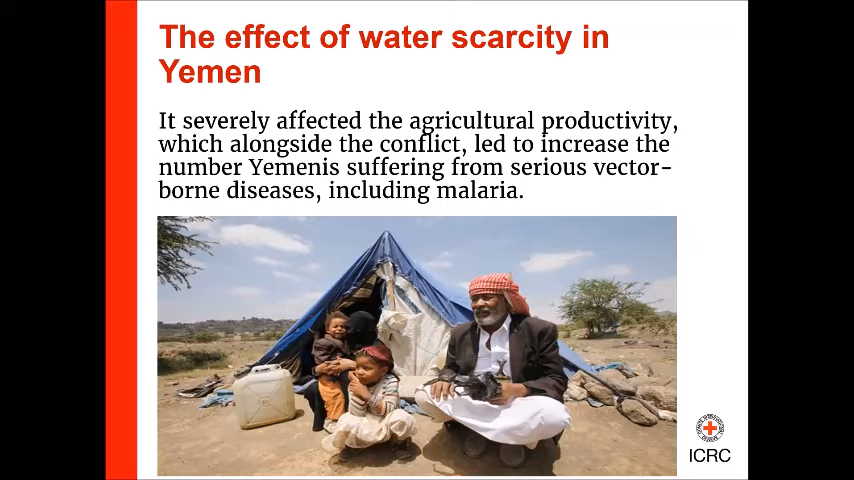 The effect of water scarcity in
Yemen
It severely affected the agricultural productivity,
which alongside the conflict, led to increase the
number Yemenis suffering from serious vector-
borne diseases, including malaria.
ICRC